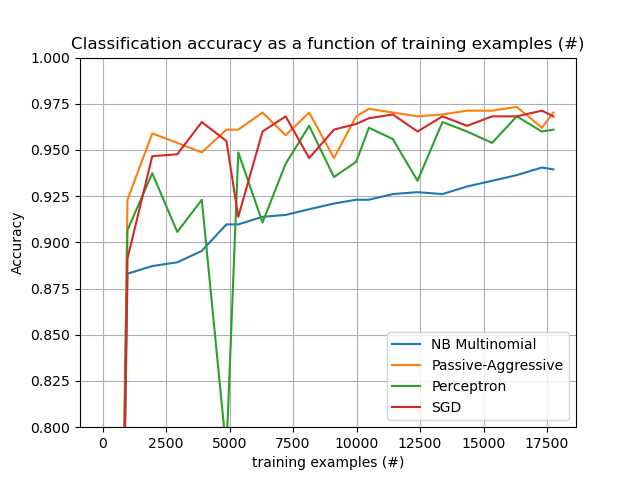 Classification accuracy as a function of training examples (#)
1.000
0.975
0.950
0.925
0.900
0.875
0.850
0.825
0.800
Accuracy
NB Multinomial
Passive-Aggressive
Perceptron
SGD
0 2500 5000 7500 10000 12500 15000 17500
training examples (#)